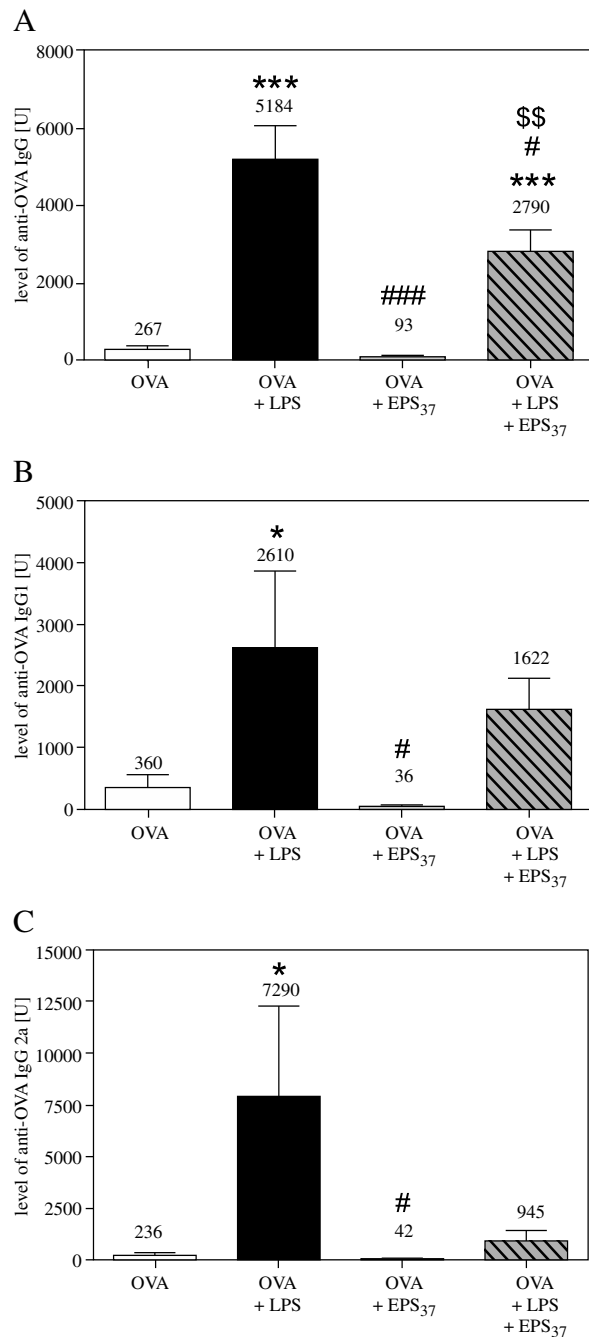 A
level of anti-OVA IgG [U]
8000
6000
4000
2000
0
267
***
5184
###
93
$$
#
***
2790
OVA
OVA
+ LPS
OVA
+ EPS37
OVA
+ LPS
+ EPS37
B
level of anti-OVA IgG1 [U]
5000
4000
3000
2000
1000
0
360
*
2610
#
36
1622
OVA
OVA
+ LPS
OVA
+ EPS37
OVA
+ LPS
+ EPS37
C
level of anti-OVA IgG 2a [U]
15000
12500
10000
7500
5000
2500
0
236
*
7290
#
42
945
OVA
OVA
+ LPS
OVA
+ EPS37
OVA
+ LPS
+ EPS37